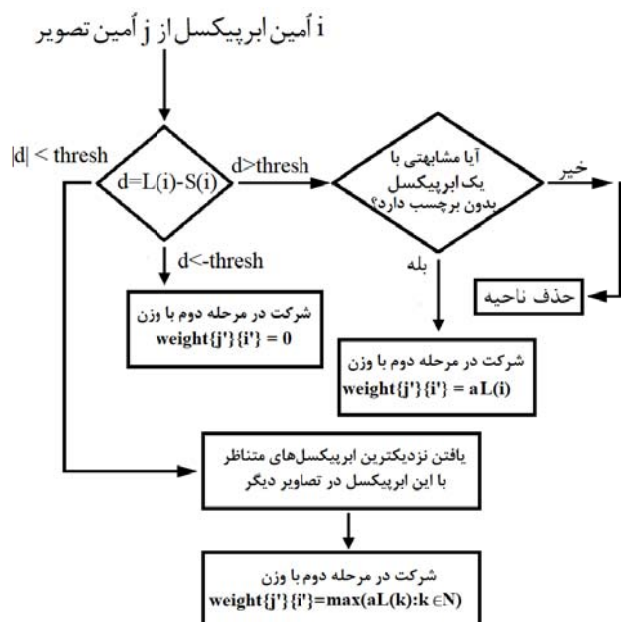 i اُمین ابرپیکسل از j اُمین تصویر
|d| < thresh
d=L(i)-S(i)
d>thresh
آیا مشابهتی با
یک ابرپیکسل
بدون برچسب دارد؟
خیر
d<-thresh
بله
حذف ناحیه
شرکت در مرحله دوم با وزن
weight{j'}{i'} = 0
شرکت در مرحله دوم با وزن
weight{j'}{i'} = aL(i)
یافتن نزدیکترین ابرپیکسل‌های متناظر
با این ابرپیکسل در تصاویر دیگر
شرکت در مرحله دوم با وزن
weight{j'}{i'}=max(aL(k):k∈N)